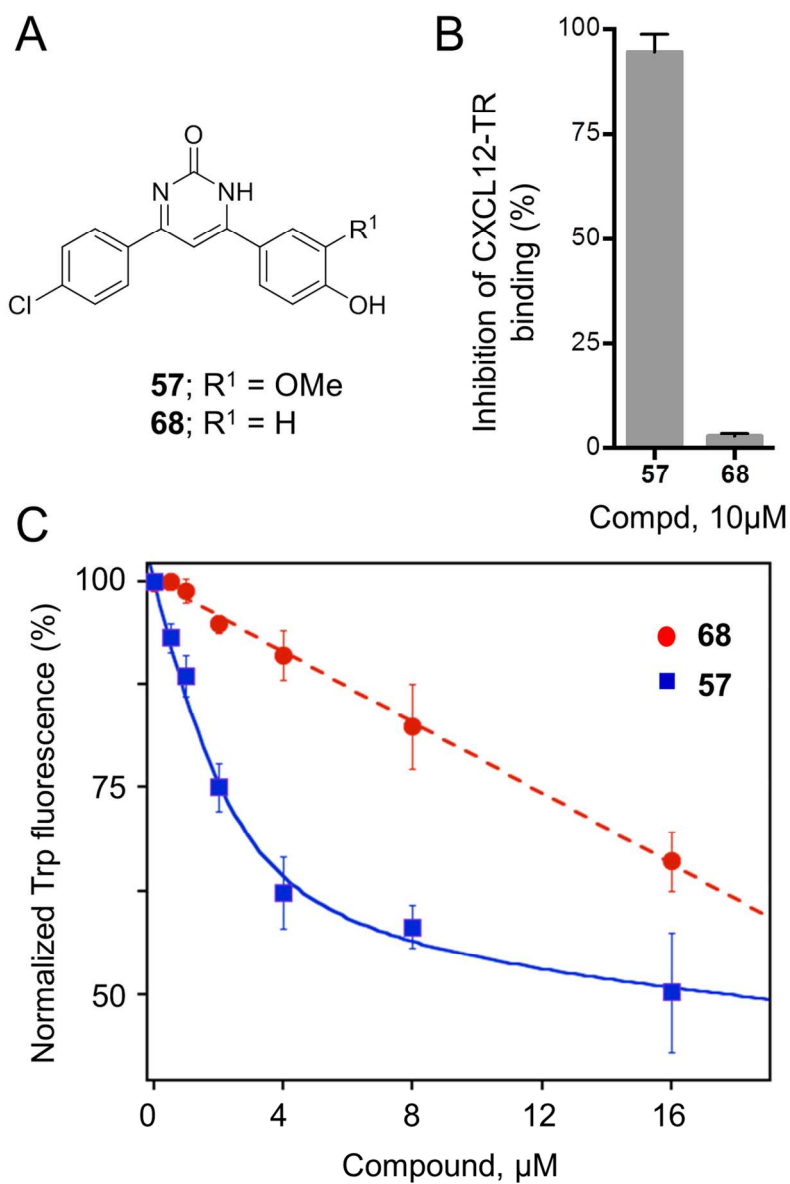 A
O
N
NH
R¹
Cl
OH
57; R¹ = OMe
68; R¹ = H
B
Inhibition of CXCL12-TR
binding (%)
100
75
50
25
0
57
68
Compd, 10µM
C
Normalized Trp fluorescence (%)
100
75
50
68
57
0
4
8
12
16
Compound, µM